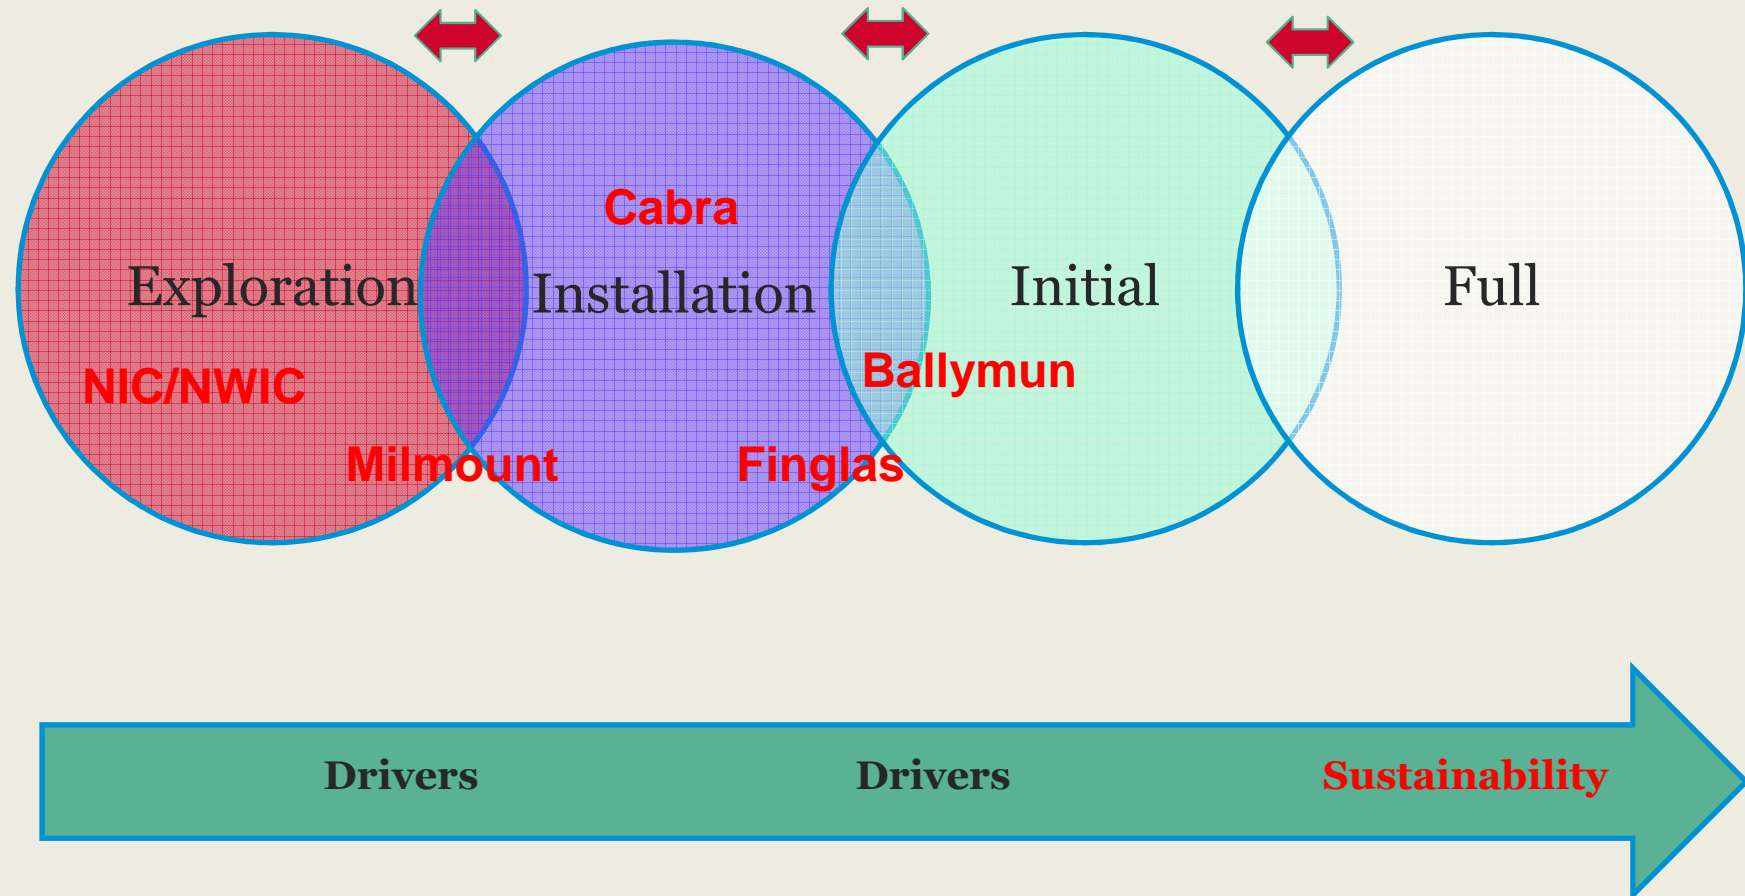 Cabra
Exploration
Installation
Initial
Full
NIC/NWIC
Ballymun
Milmount
Finglas
Drivers
Drivers
Sustainability